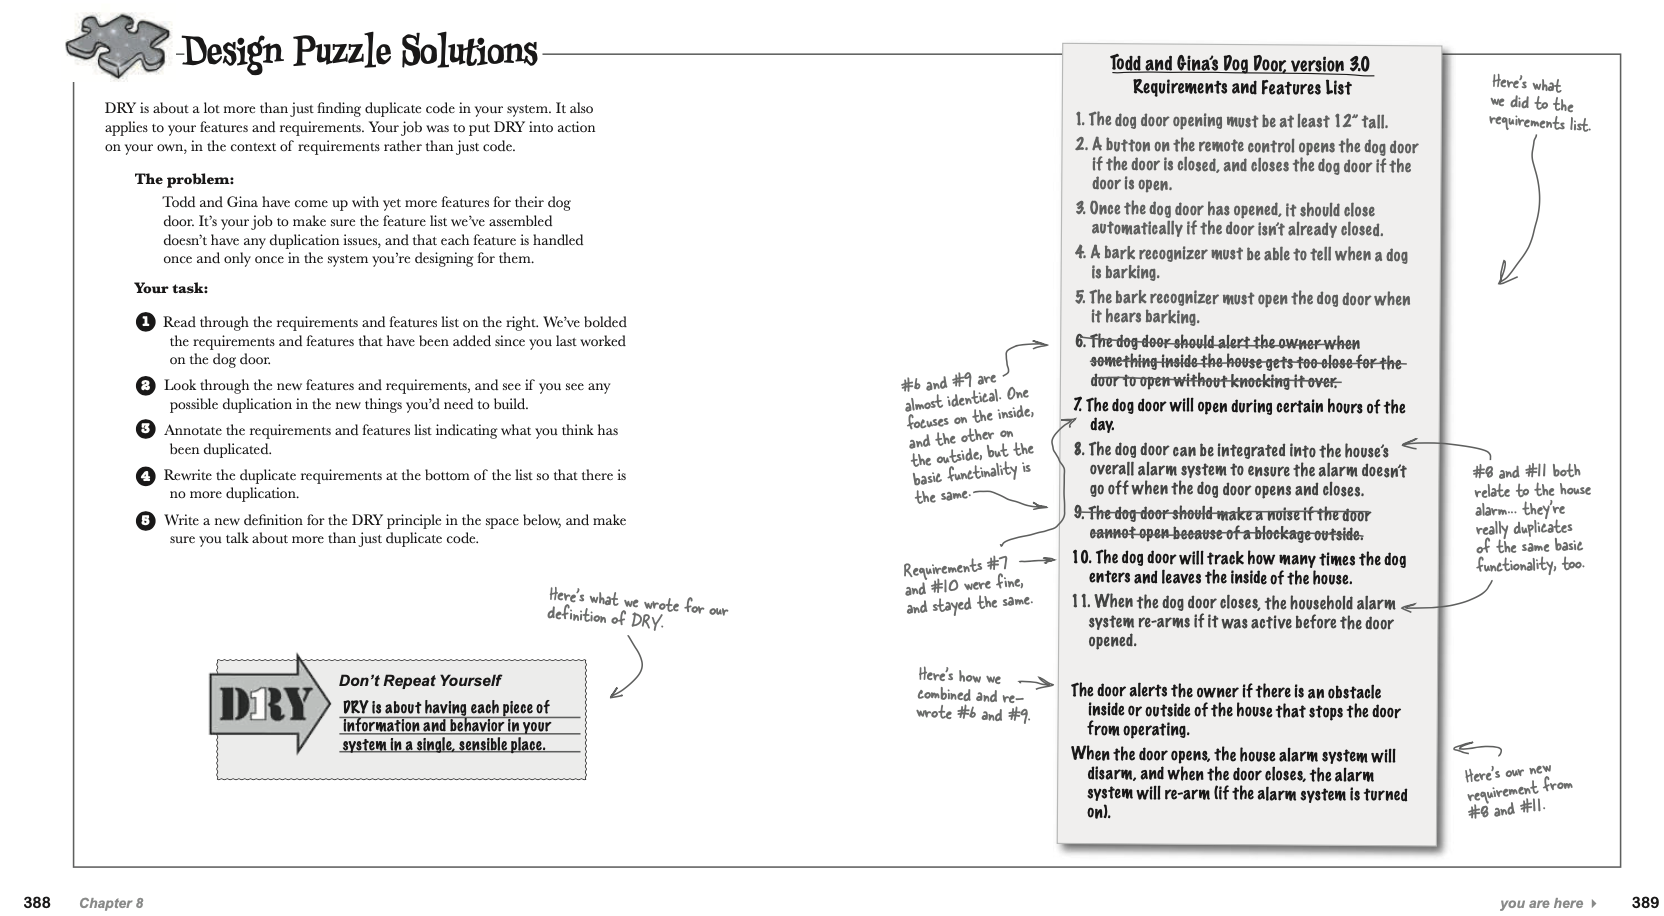 Design Puzzle Solutions
DRY is about a lot more than just finding duplicate code in your system. It also
applies to your features and requirements. Your job was to put DRY into action
on your own, in the context of requirements rather than just code.
The problem:
Todd and Gina have come up with yet more features for their dog
door. It's your job to make sure the feature list we've assembled
doesn't have any duplication issues, and that each feature is handled
once and only once in the system you're designing for them.
Your task:
1 Read through the requirements and features list on the right. We've bolded
the requirements and features that have been added since you last worked
on the dog door.
2 Look through the new features and requirements, and see if you see any
possible duplication in the new things you'd need to build.
3 Annotate the requirements and features list indicating what you think has
been duplicated.
4 Rewrite the duplicate requirements at the bottom of the list so that there is
no more duplication.
5 Write a new definition for the DRY principle in the space below, and make
sure you talk about more than just duplicate code.
Here's what we wrote for our
definition of DRY.
DRY
Don't Repeat Yourself
DRY is about having each piece of
information and behavior in your
system in a single, sensible place.
388 Chapter 8
Todd and Gina's Dog Door, version 3.0
Requirements and Features List
1. The dog door opening must be at least 12" tall.
2. A button on the remote control opens the dog door
if the door is closed, and closes the dog door if the
door is open.
3. Once the dog door has opened, it should close
automatically if the door isn't already closed.
4. A bark recognizer must be able to tell when a dog
is barking.
5. The bark recognizer must open the dog door when
it hears barking.
6. The dog door should alert the owner when
something inside the house gets too close for the
door to open without knocking it over.
7. The dog door will open during certain hours of the
day.
8. The dog door can be integrated into the house's
overall alarm system to ensure the alarm doesn't
go off when the dog door opens and closes.
9. The dog door should make a noise if the door
cannot open because of a blockage outside.
10. The dog door will track how many times the dog
enters and leaves the inside of the house.
11. When the dog door closes, the household alarm
system re-arms if it was active before the door
opened.
The door alerts the owner if there is an obstacle
inside or outside of the house that stops the door
from operating.
When the door opens, the house alarm system will
disarm, and when the door closes, the alarm
system will re-arm (if the alarm system is turned
on).
Here's what
we did to the
requirements list.
#6 and #9 are
almost identical. One
focuses on the inside,
and the other on
the outside, but the
basic functinality is
the same.
Requirements #7
and #10 were fine,
and stayed the same.
Here's how we
combined and re-
wrote #6 and #9.
#8 and #11 both
relate to the house
alarm... they're
really duplicates
of the same basic
functionality, too.
Here's our new
requirement from
#8 and #11.
you are here 389